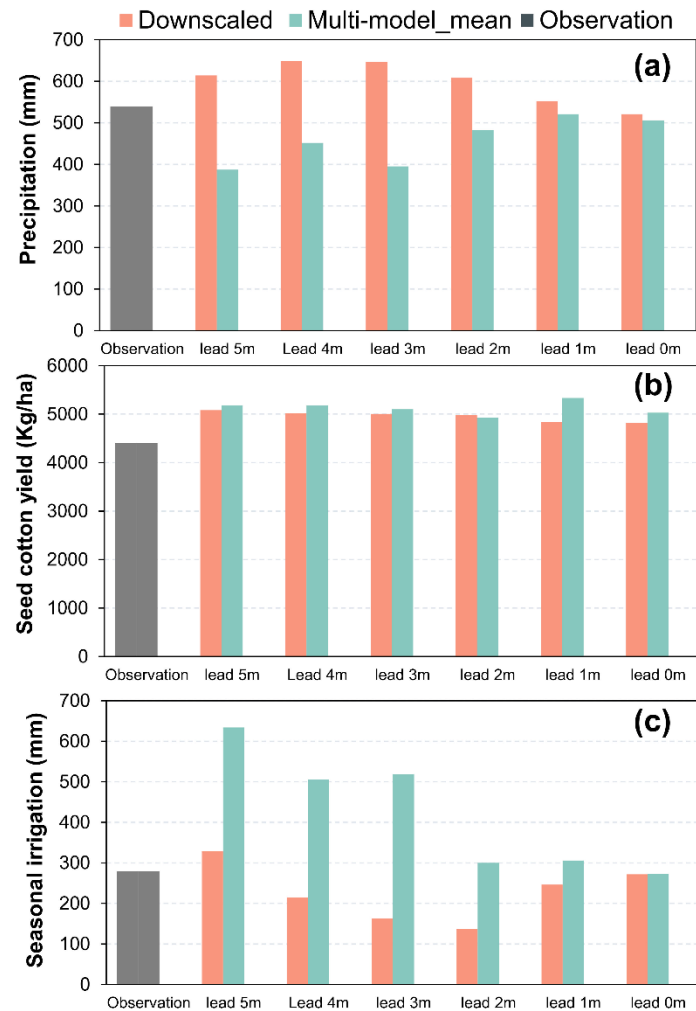 Downscaled Multi-model_mean Observation
(a)
Precipitation (mm)
700
600
500
400
300
200
100
0
Observation lead 5m Lead 4m lead 3m lead 2m lead 1m lead 0m
(b)
Seed cotton yield (Kg/ha)
6000
5000
4000
3000
2000
1000
0
Observation lead 5m Lead 4m lead 3m lead 2m lead 1m lead 0m
(c)
Seasonal irrigation (mm)
700
600
500
400
300
200
100
0
Observation lead 5m Lead 4m lead 3m lead 2m lead 1m lead 0m